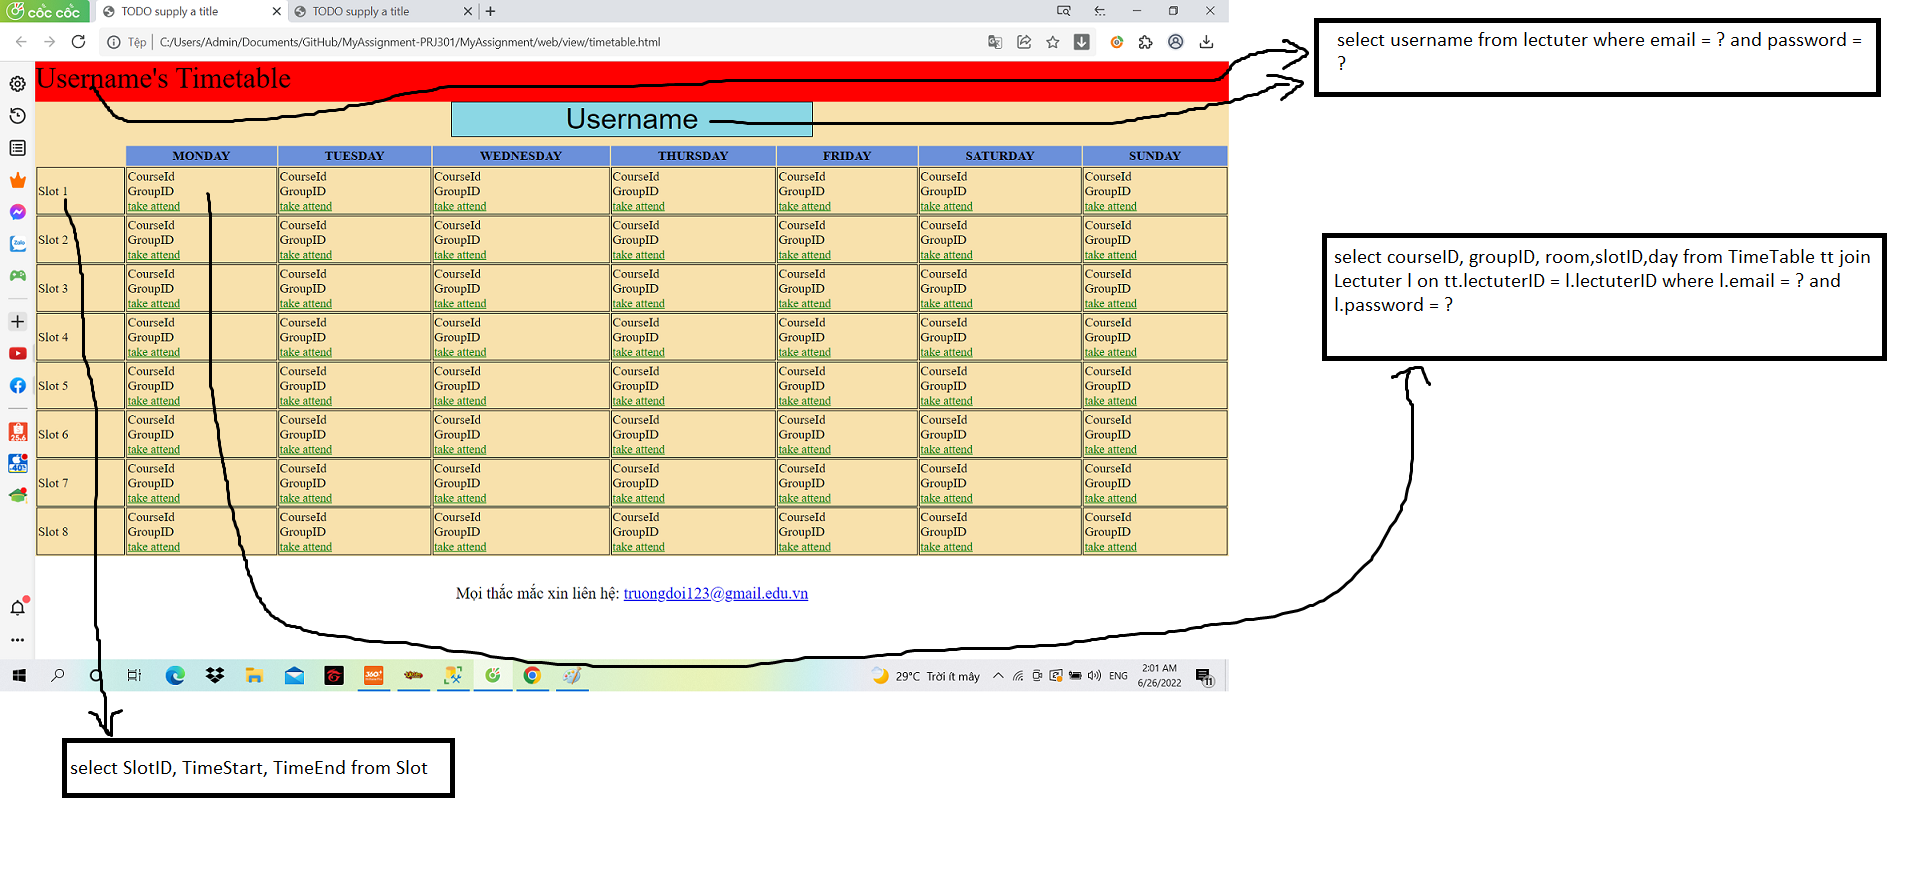 cốc cốc
TODO supply a title
TODO supply a title
Tệp
C:/Users/Admin/Documents/GitHub/MyAssignment-PRJ301/MyAssignment/web/view/timetable.html
select username from lectuter where email = ? and password =
?
Username's Timetable
Username
MONDAY TUESDAY WEDNESDAY THURSDAY FRIDAY SATURDAY SUNDAY
CourseId CourseId CourseId CourseId CourseId CourseId CourseId
Slot 1 GroupID GroupID GroupID GroupID GroupID GroupID GroupID
take attend take attend take attend take attend take attend take attend take attend
CourseId CourseId CourseId CourseId CourseId CourseId CourseId
Slot 2 GroupID GroupID GroupID GroupID GroupID GroupID GroupID
take attend take attend take attend take attend take attend take attend take attend
CourseId CourseId CourseId CourseId CourseId CourseId CourseId
Slot 3 GroupID GroupID GroupID GroupID GroupID GroupID GroupID
take attend take attend take attend take attend take attend take attend take attend
CourseId CourseId CourseId CourseId CourseId CourseId CourseId
Slot 4 GroupID GroupID GroupID GroupID GroupID GroupID GroupID
take attend take attend take attend take attend take attend take attend take attend
CourseId CourseId CourseId CourseId CourseId CourseId CourseId
Slot 5 GroupID GroupID GroupID GroupID GroupID GroupID GroupID
take attend take attend take attend take attend take attend take attend take attend
CourseId CourseId CourseId CourseId CourseId CourseId CourseId
Slot 6 GroupID GroupID GroupID GroupID GroupID GroupID GroupID
take attend take attend take attend take attend take attend take attend take attend
CourseId CourseId CourseId CourseId CourseId CourseId CourseId
Slot 7 GroupID GroupID GroupID GroupID GroupID GroupID GroupID
take attend take attend take attend take attend take attend take attend take attend
CourseId CourseId CourseId CourseId CourseId CourseId CourseId
Slot 8 GroupID GroupID GroupID GroupID GroupID GroupID GroupID
take attend take attend take attend take attend take attend take attend take attend
select courseID, groupID, room,slotID,day from TimeTable tt join
Lectuter l on tt.lectuterID = l.lectuterID where l.email = ? and
l.password = ?
Zalo
25.6
-40%
Mọi thắc mắc xin liên hệ: truongdoi123@gmail.edu.vn
29°C Trời ít mây
ENG
2:01 AM
6/26/2022
11
select SlotID, TimeStart, TimeEnd from Slot